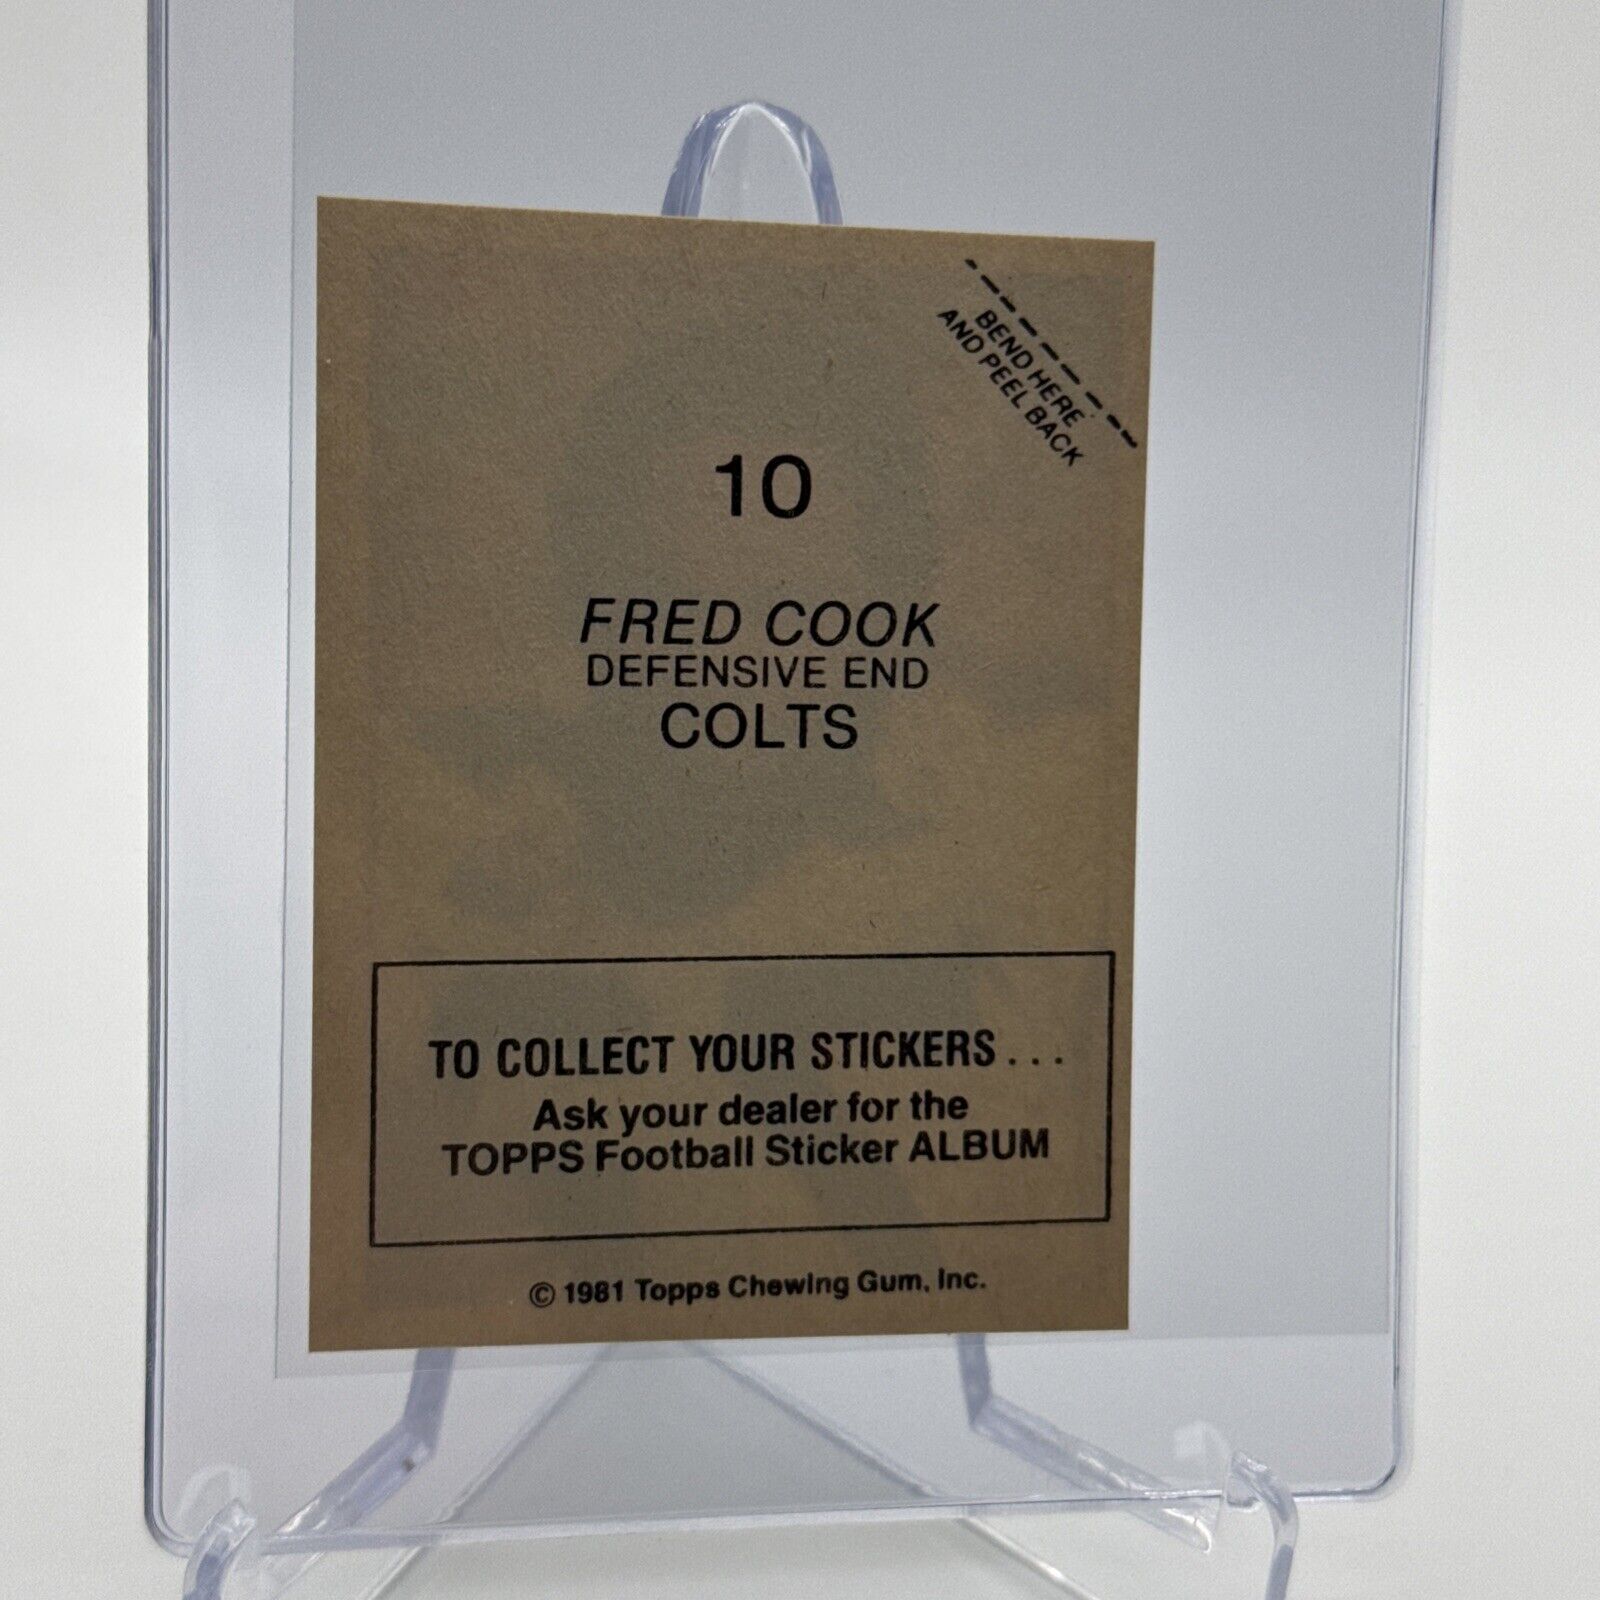 BEND HERE
AND PEEL BACK
10
FRED COOK
DEFENSIVE END
COLTS
TO COLLECT YOUR STICKERS...
Ask your dealer for the
TOPPS Football Sticker ALBUM
© 1981 Topps Chewing Gum, Inc.